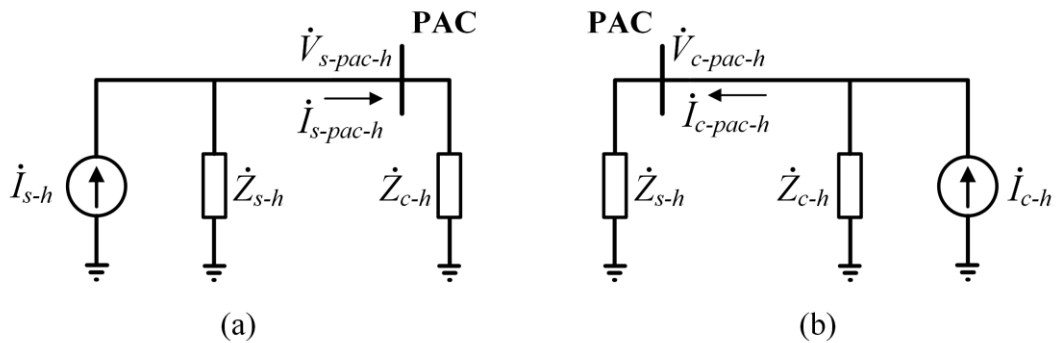 PAC
V̇s-pac-h
İs-pac-h
İs-h
Żs-h
Żc-h
(a)
PAC
V̇c-pac-h
İc-pac-h
Żs-h
Żc-h
İc-h
(b)